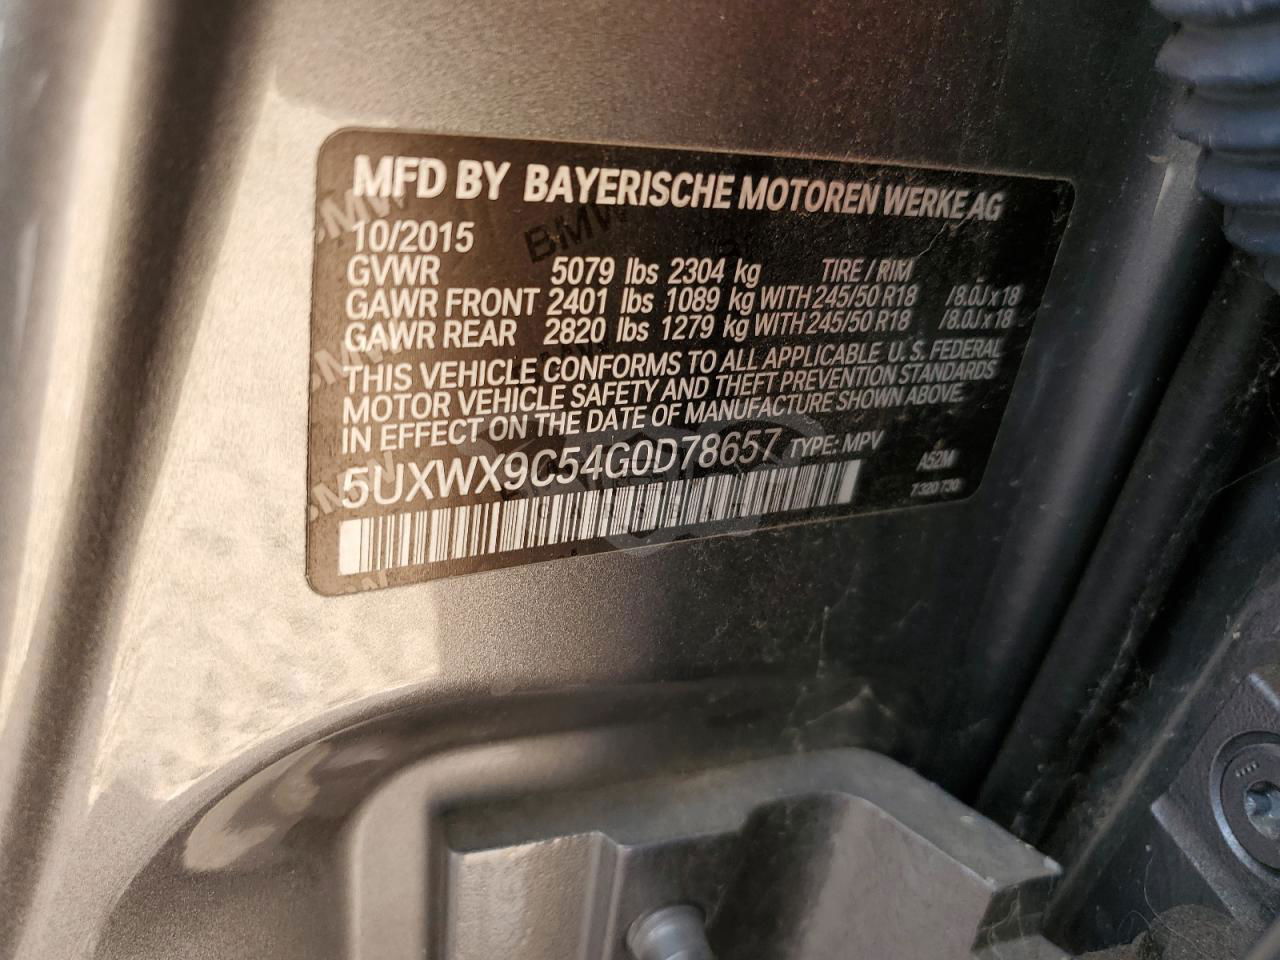 MFD BY BAYERISCHE MOTOREN WERKE AG
10/2015
GVWR 5079 lbs 2304 kg TIRE / RIM
GAWR FRONT 2401 lbs 1089 kg WITH 245/50 R18 /8.0J x 18
GAWR REAR 2820 lbs 1279 kg WITH 245/50 R18 /8.0J x 18
THIS VEHICLE CONFORMS TO ALL APPLICABLE U.S. FEDERAL
MOTOR VEHICLE SAFETY AND THEFT PREVENTION STANDARDS
IN EFFECT ON THE DATE OF MANUFACTURE SHOWN ABOVE.
5UXWX9C54G0D78657 TYPE: MPV A52M
7 320 730